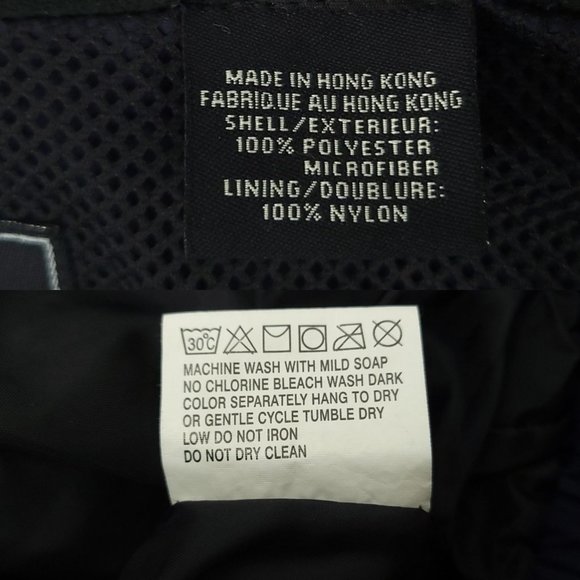 MADE IN HONG KONG
FABRIQUE AU HONG KONG
SHELL/EXTERIEUR:
100% POLYESTER
MICROFIBER
LINING/DOUBLURE:
100% NYLON
30°C
MACHINE WASH WITH MILD SOAP
NO CHLORINE BLEACH WASH DARK
COLOR SEPARATELY HANG TO DRY
OR GENTLE CYCLE TUMBLE DRY
LOW DO NOT IRON
DO NOT DRY CLEAN